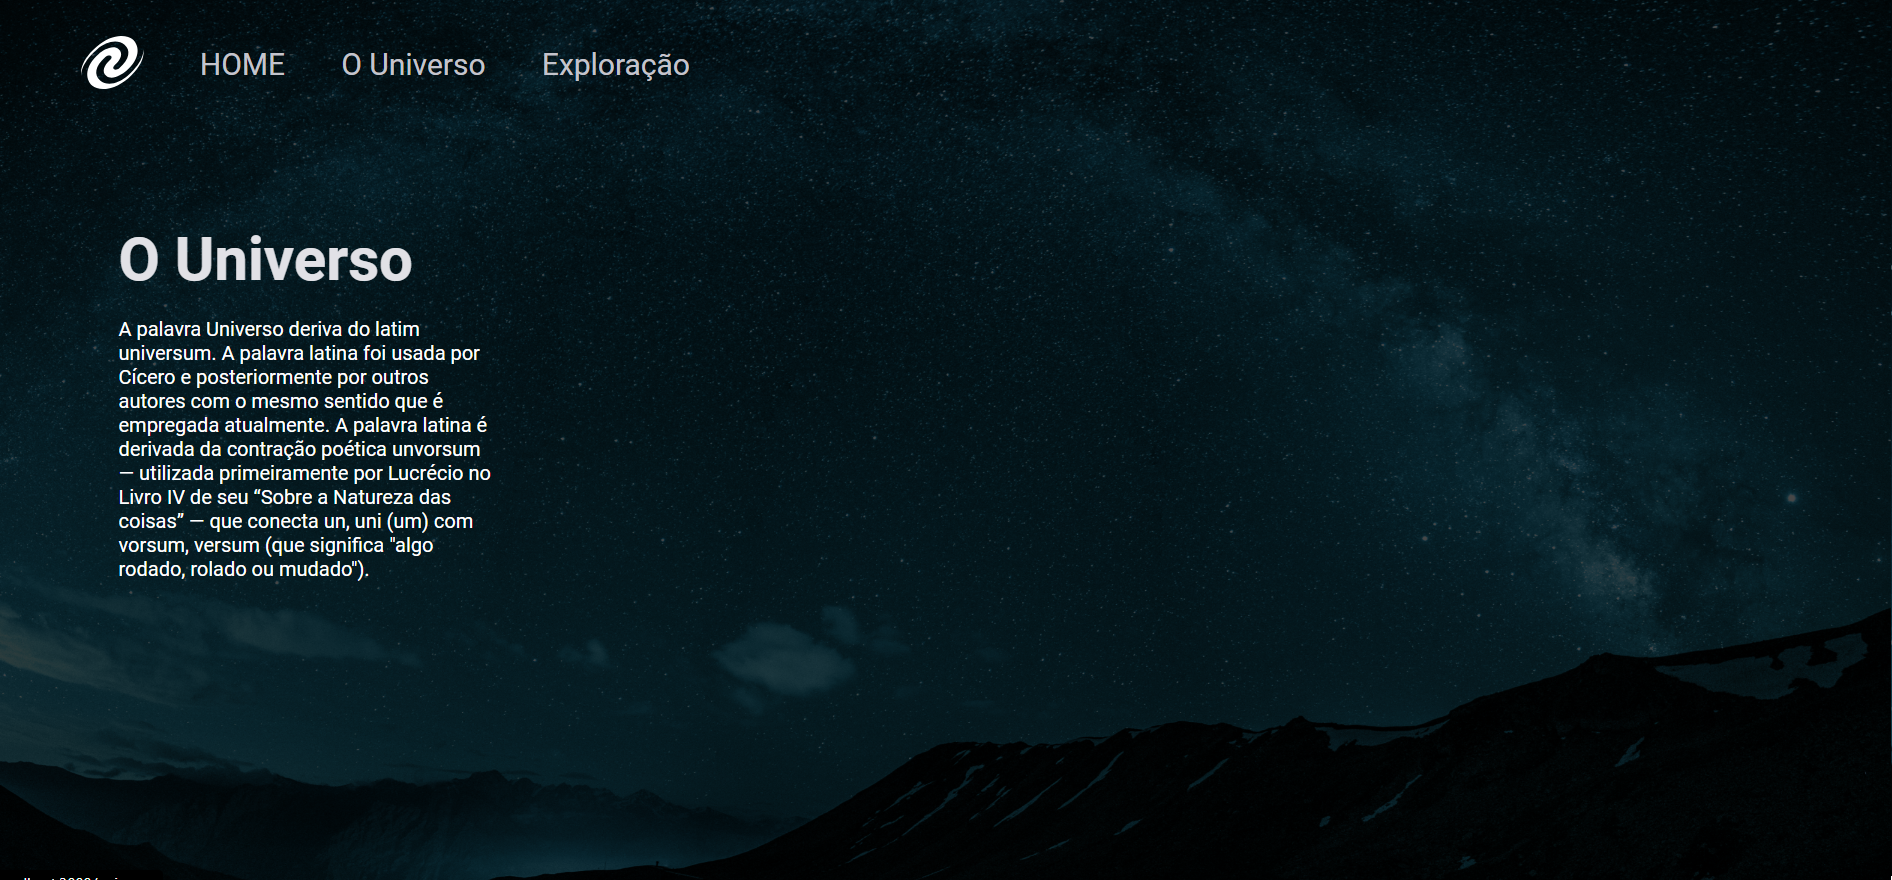 HOME O Universo Exploração
O Universo
A palavra Universo deriva do latim
universum. A palavra latina foi usada por
Cícero e posteriormente por outros
autores com o mesmo sentido que é
empregada atualmente. A palavra latina é
derivada da contração poética unvorsum
— utilizada primeiramente por Lucrécio no
Livro IV de seu “Sobre a Natureza das
coisas” — que conecta un, uni (um) com
vorsum, versum (que significa "algo
rodado, rolado ou mudado").